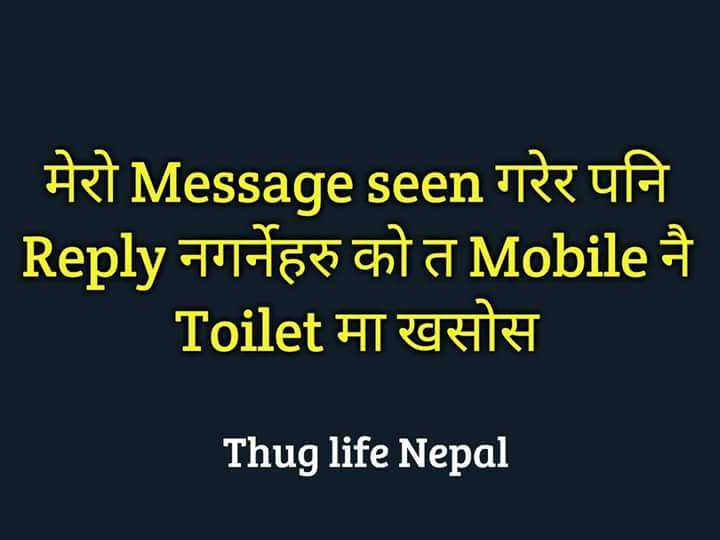 मेरो Message seen गरेर पनि
Reply नगर्नेहरु को त Mobile नै
Toilet मा खसोस
Thug life Nepal